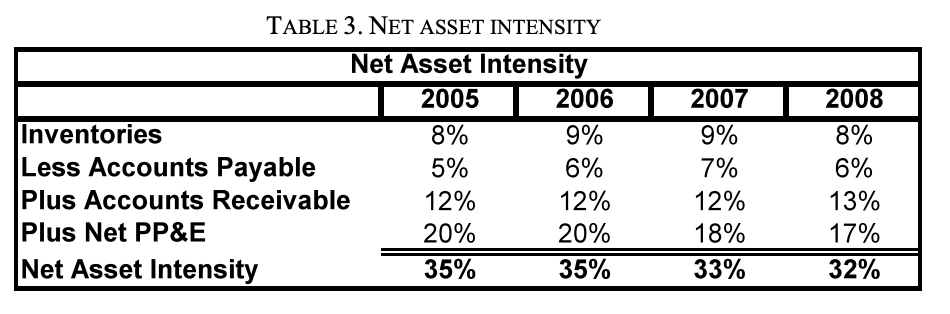 TABLE 3. NET ASSET INTENSITY
Net Asset Intensity
2005 2006 2007 2008
Inventories 8% 9% 9% 8%
Less Accounts Payable 5% 6% 7% 6%
Plus Accounts Receivable 12% 12% 12% 13%
Plus Net PP&E 20% 20% 18% 17%
Net Asset Intensity 35% 35% 33% 32%